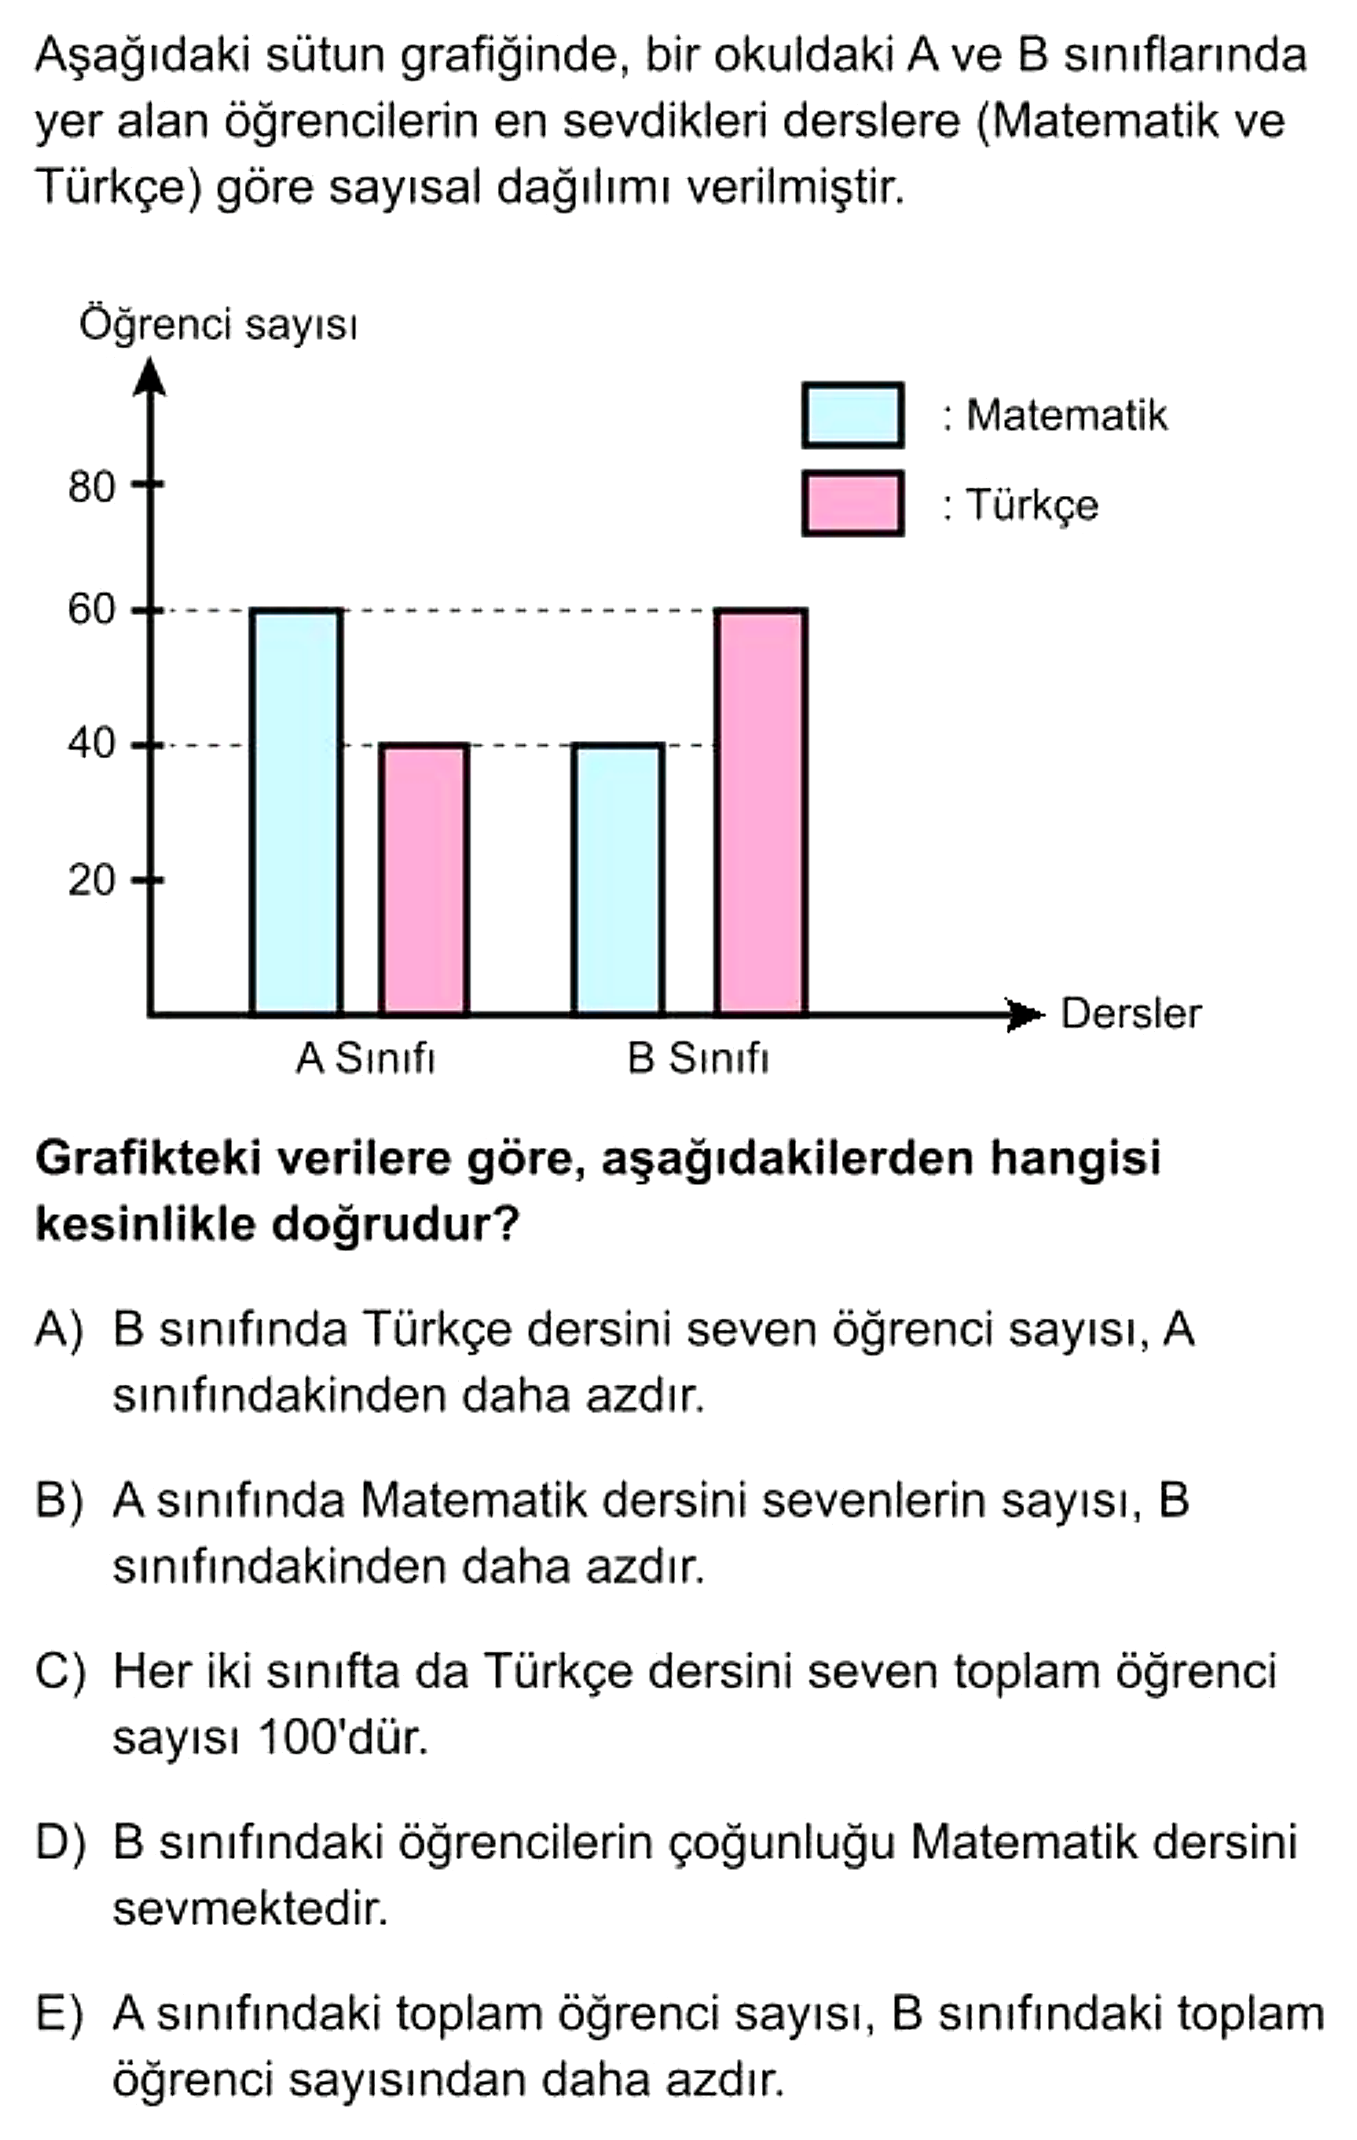 Aşağıdaki sütun grafiğinde, bir okuldaki A ve B sınıflarında
yer alan öğrencilerin en sevdikleri derslere (Matematik ve
Türkçe) göre sayısal dağılımı verilmiştir.
Öğrenci sayısı
: Matematik
: Türkçe
80
60
40
20
Dersler
A Sınıfı
B Sınıfı
Grafikteki verilere göre, aşağıdakilerden hangisi
kesinlikle doğrudur?
A) B sınıfında Türkçe dersini seven öğrenci sayısı, A
sınıfındakinden daha azdır.
B) A sınıfında Matematik dersini sevenlerin sayısı, B
sınıfındakinden daha azdır.
C) Her iki sınıfta da Türkçe dersini seven toplam öğrenci
sayısı 100'dür.
D) B sınıfındaki öğrencilerin çoğunluğu Matematik dersini
sevmektedir.
E) A sınıfındaki toplam öğrenci sayısı, B sınıfındaki toplam
öğrenci sayısından daha azdır.